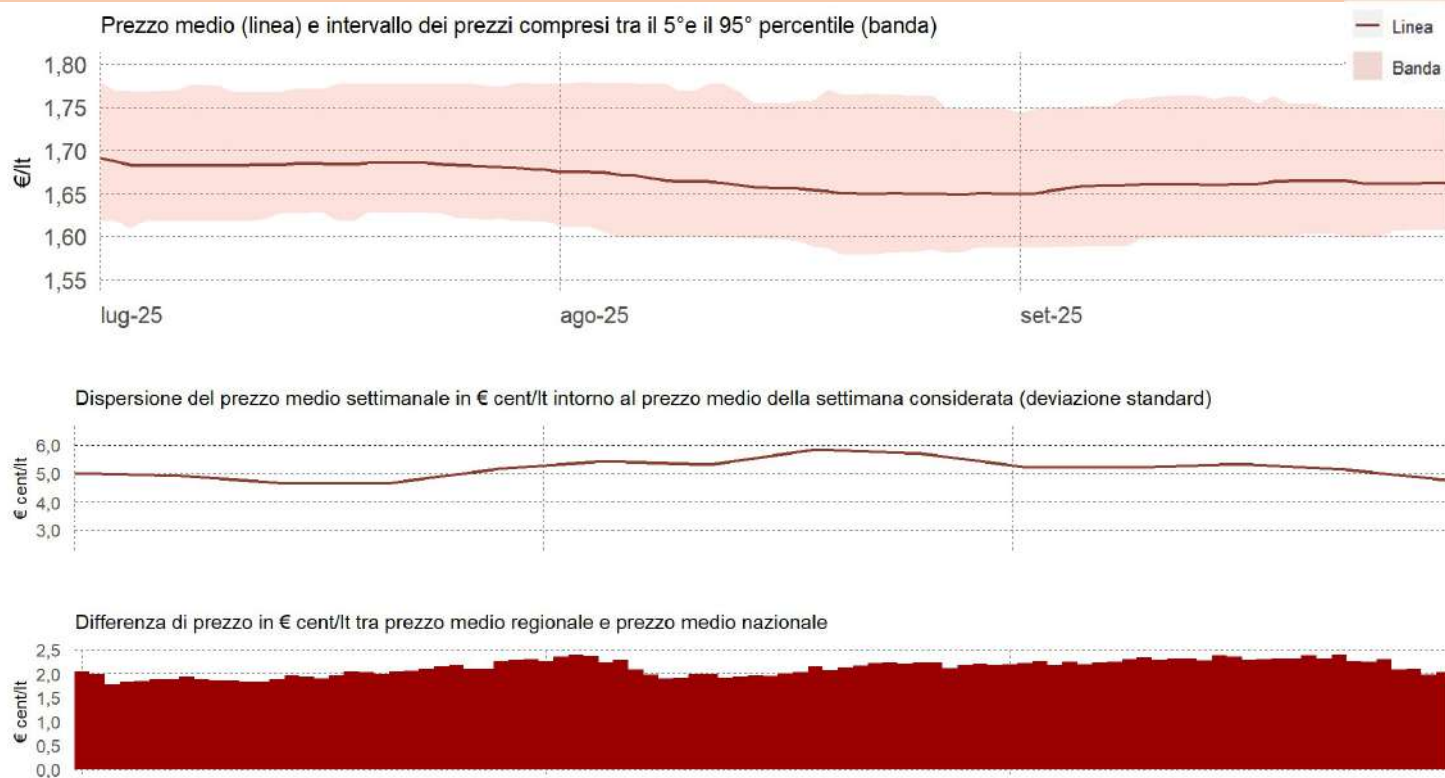 Prezzo medio (linea) e intervallo dei prezzi compresi tra il 5°e il 95° percentile (banda)
Linea
Banda
€/lt
1,80
1,75
1,70
1,65
1,60
1,55
lug-25
ago-25
set-25
Dispersione del prezzo medio settimanale in € cent/lt intorno al prezzo medio della settimana considerata (deviazione standard)
€ cent/lt
6,0
5,0
4,0
3,0
Differenza di prezzo in € cent/lt tra prezzo medio regionale e prezzo medio nazionale
€ cent/lt
2,5
2,0
1,5
1,0
0,5
0,0